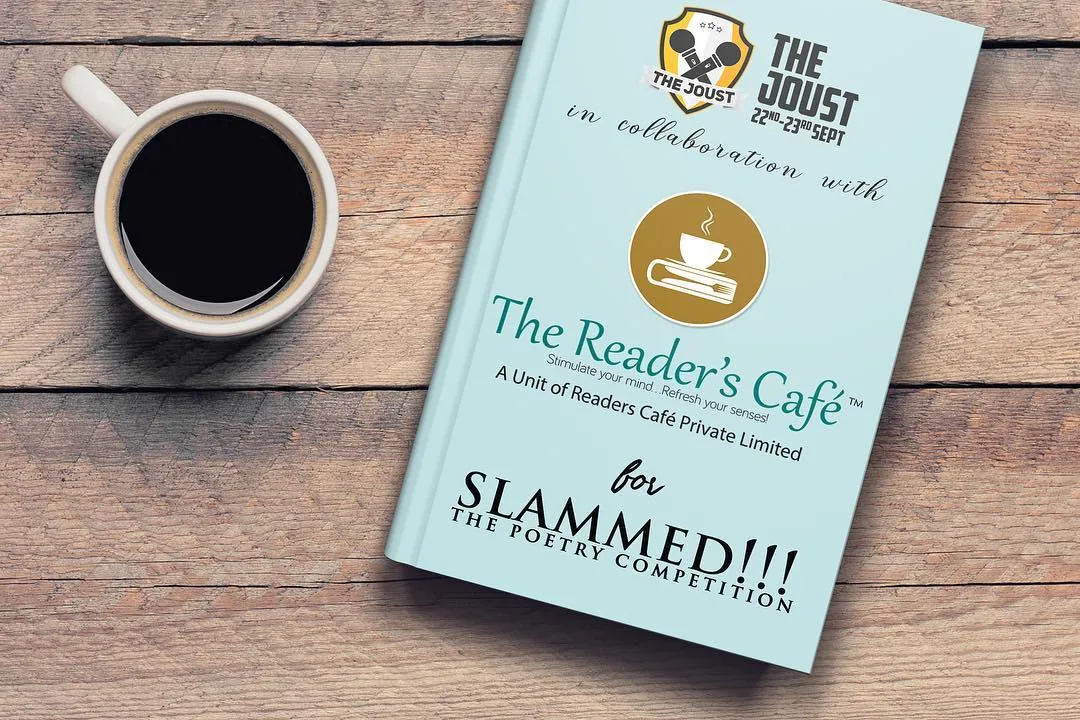 THE JOUST
THE
JOUST
22ND-23RD SEPT
in collaboration with
The Reader's Café™
Stimulate your mind...Refresh your senses!
A Unit of Readers Café Private Limited
for
SLAMMED!!!
THE POETRY COMPETITION